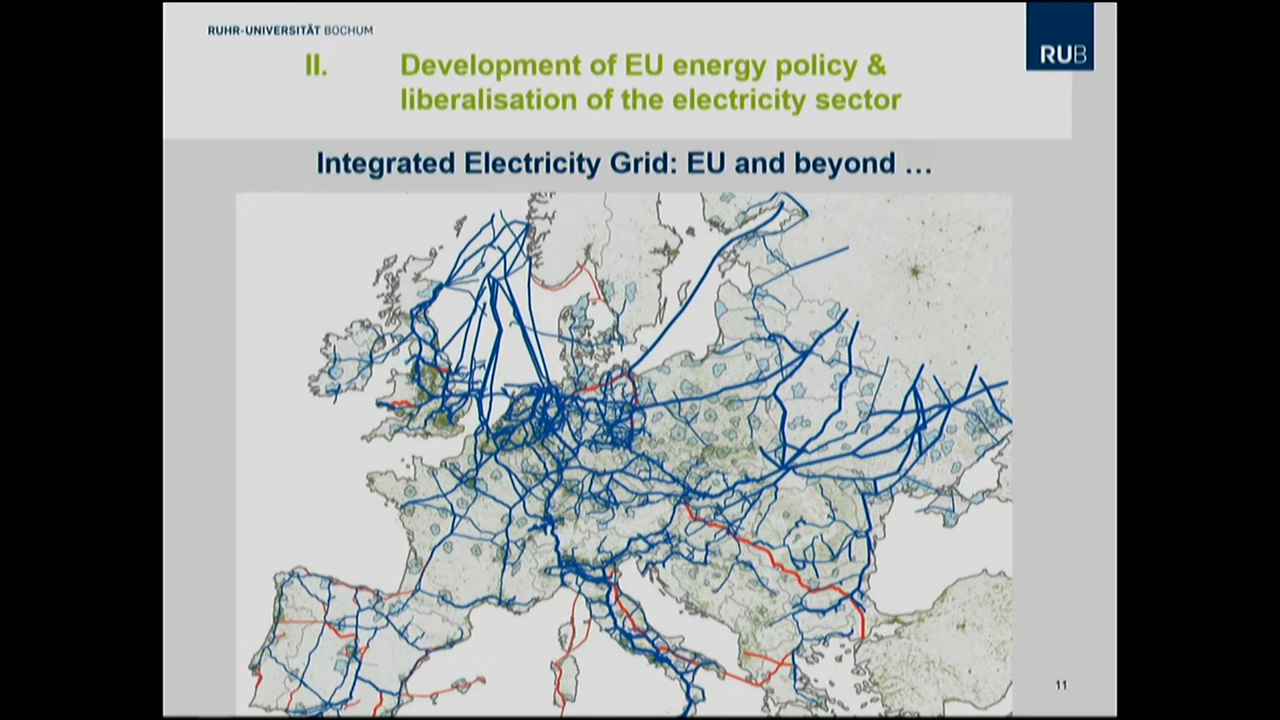 RUHR-UNIVERSITÄT BOCHUM
RUB
II. Development of EU energy policy &
liberalisation of the electricity sector
Integrated Electricity Grid: EU and beyond …
11